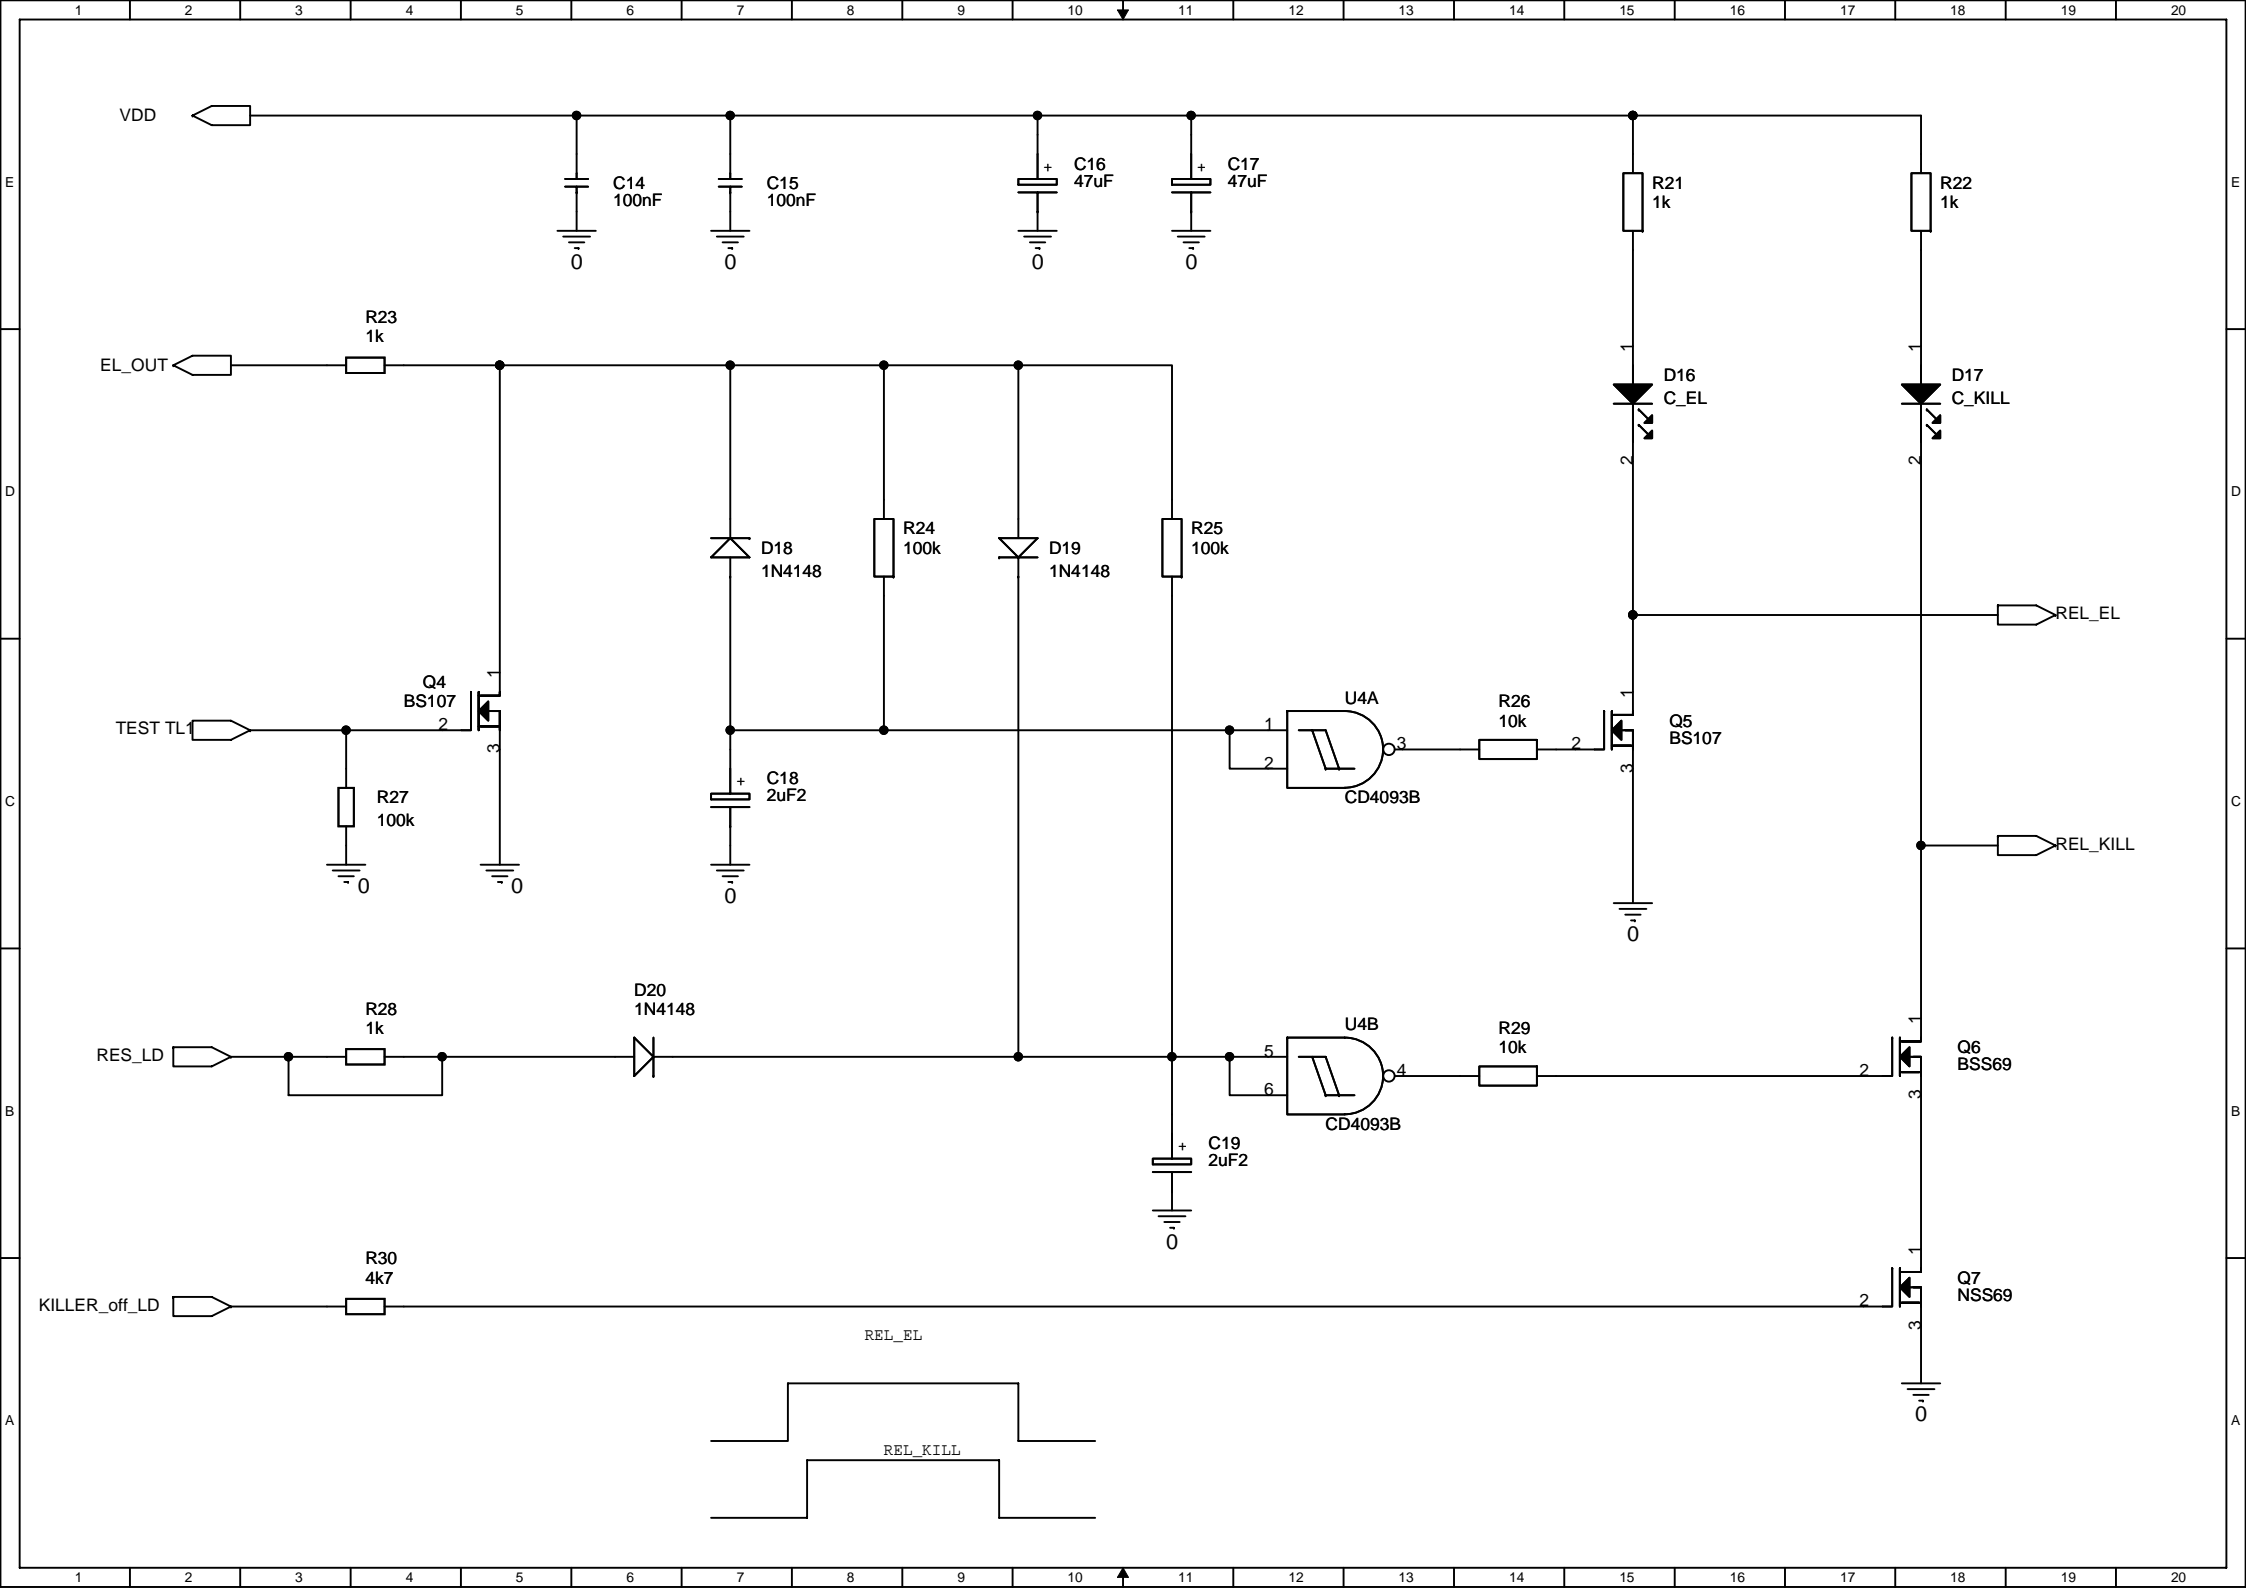 1 2 3 4 5 6 7 8 9 10 11 12 13 14 15 16 17 18 19 20
VDD
E
C14
100nF
0
C15
100nF
0
+
C16
47uF
0
+
C17
47uF
0
R21
1k
R22
1k
E
R23
1k
EL_OUT
1
D16
C_EL
2
1
D17
C_KILL
2
D
D18
1N4148
R24
100k
D19
1N4148
R25
100k
D
REL_EL
Q4
BS107
1
2
3
TEST TL1
R27
100k
0
0
+
C18
2uF2
0
U4A
1
2
3
CD4093B
R26
10k
1
2
3
Q5
BS107
0
C
C
REL_KILL
RES_LD
R28
1k
D20
1N4148
U4B
5
6
4
CD4093B
R29
10k
1
2
3
Q6
BSS69
B
B
+
C19
2uF2
0
KILLER_off_LD
R30
4k7
1
2
3
Q7
NSS69
0
REL_EL
REL_KILL
A
A
1 2 3 4 5 6 7 8 9 10 11 12 13 14 15 16 17 18 19 20